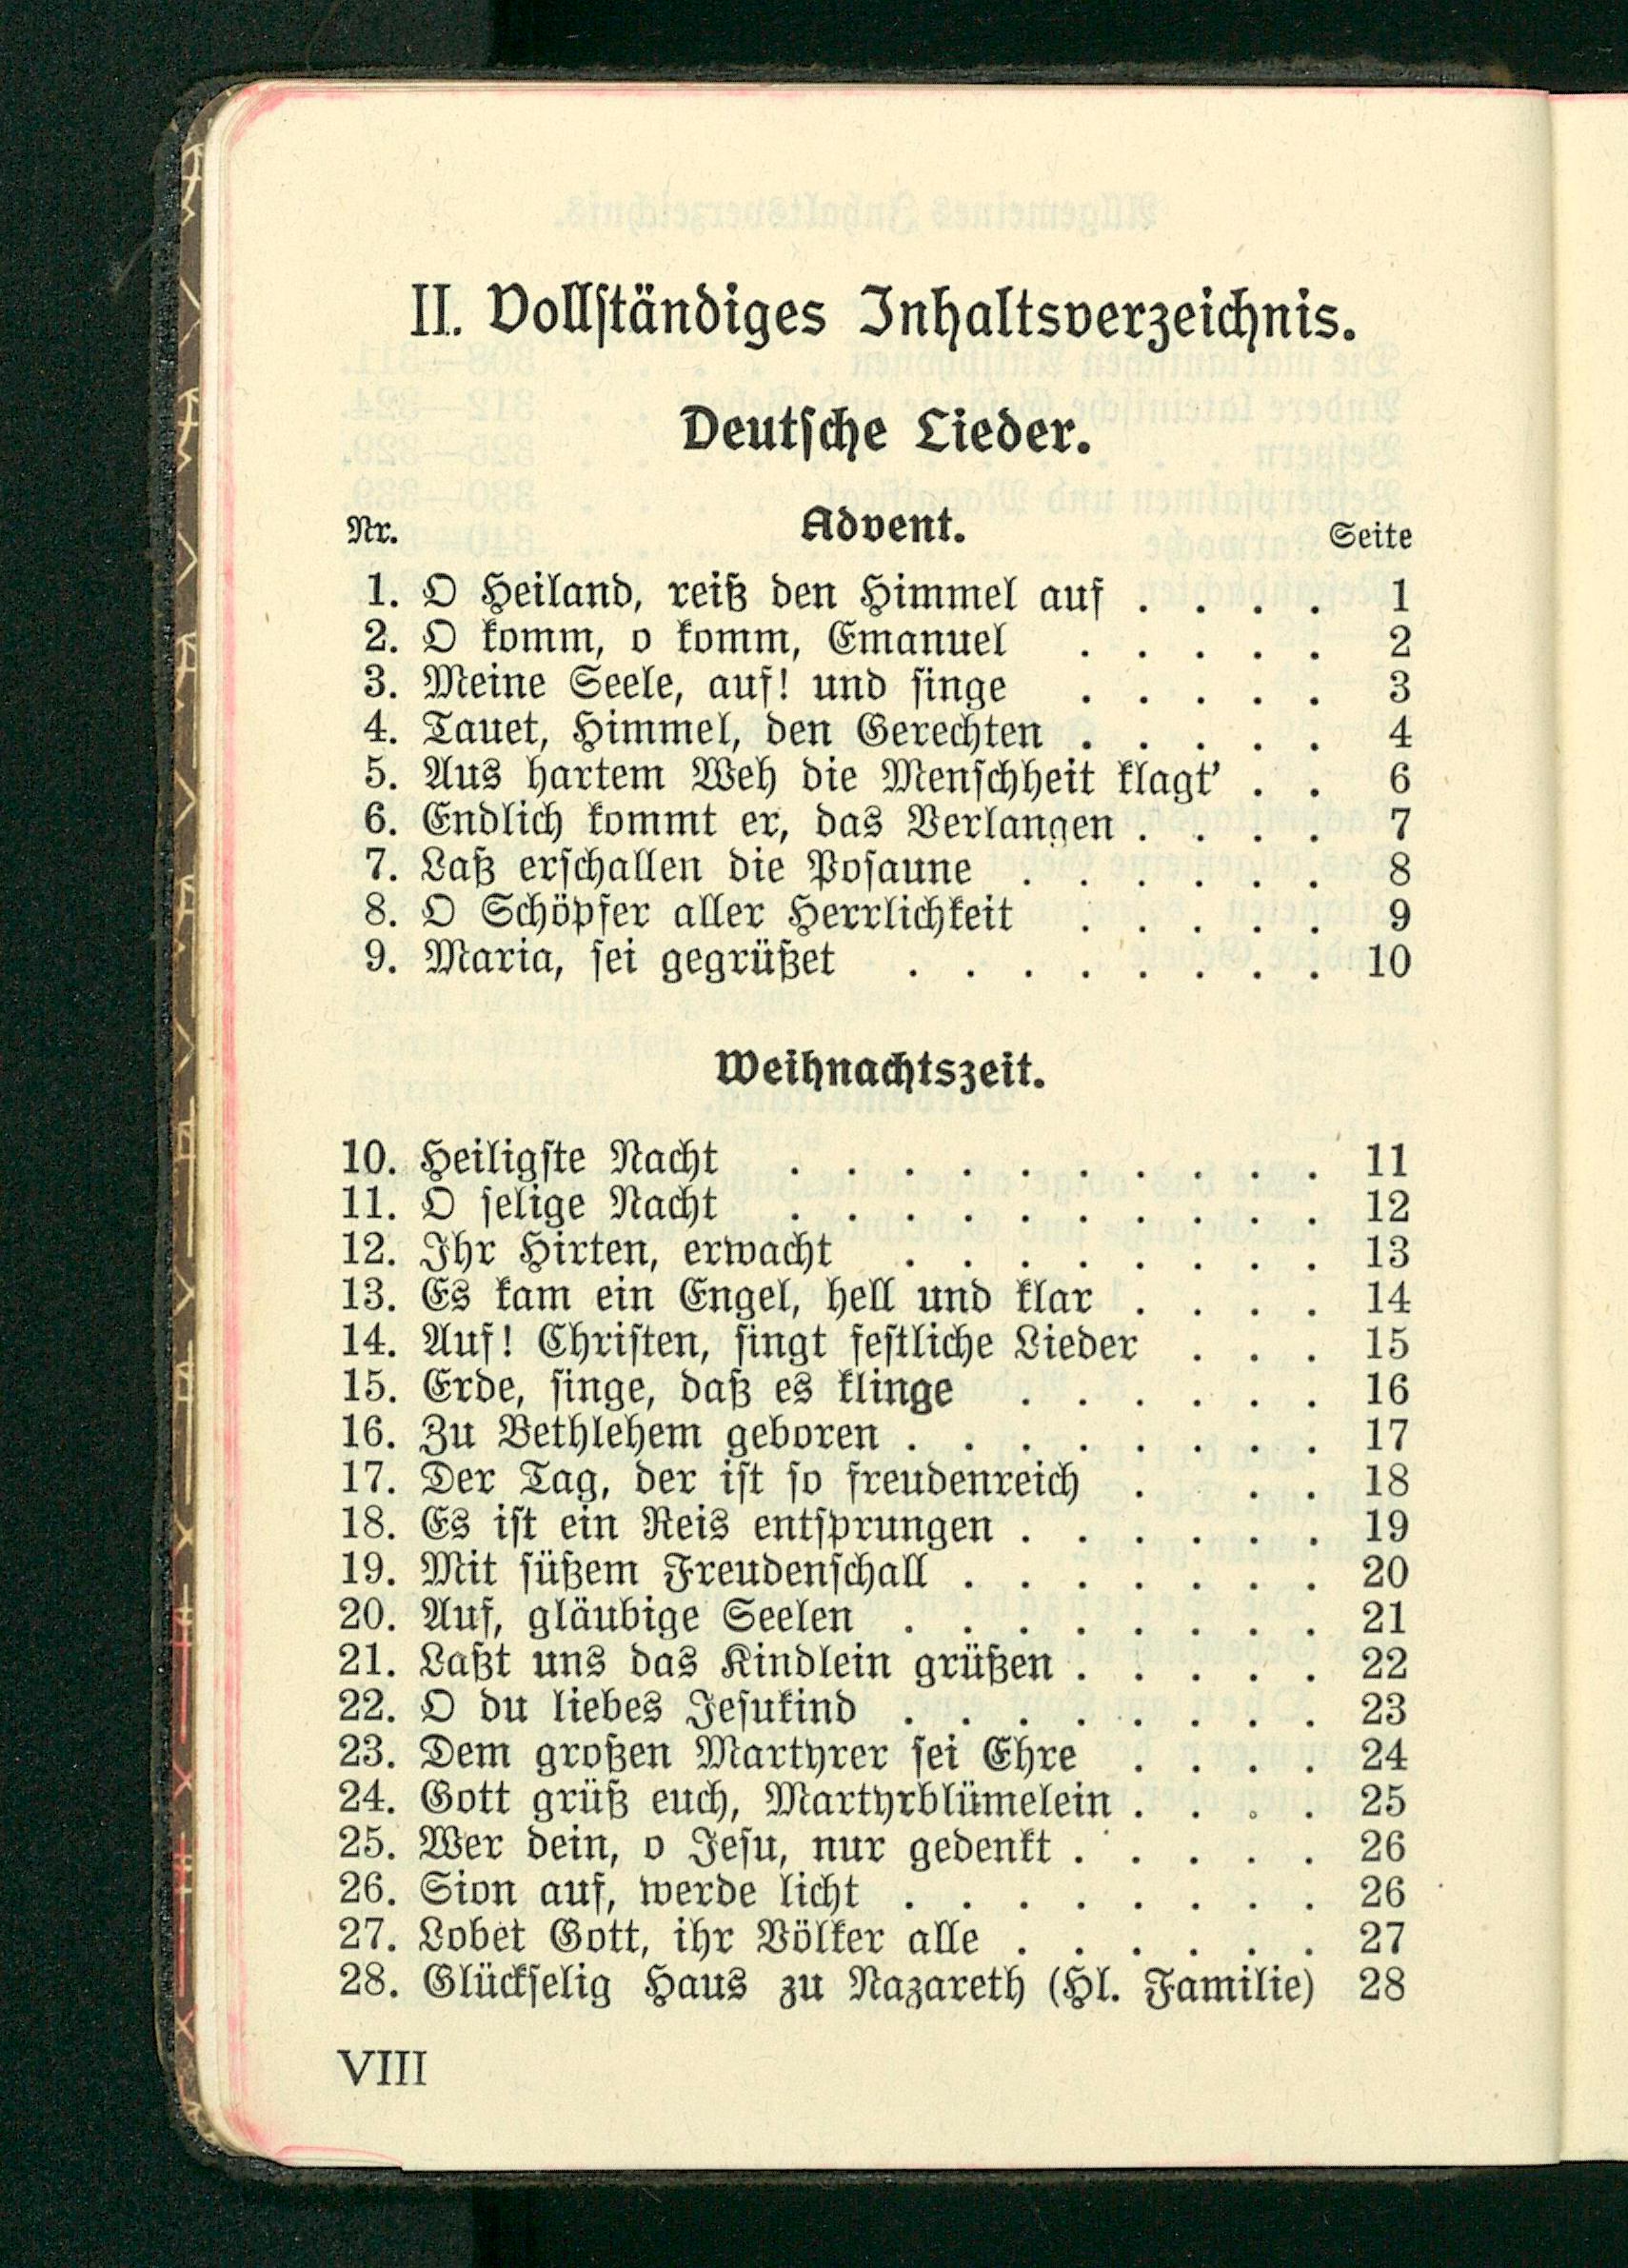 II. Vollständiges Inhaltsverzeichnis.
Deutsche Lieder.
Nr. Advent. Seite
1. O Heiland, reiß den Himmel auf . . . . 1
2. O komm, o komm, Emanuel . . . . . 2
3. Meine Seele, auf! und singe . . . . . 3
4. Tauet, Himmel, den Gerechten . . . . . 4
5. Aus hartem Weh die Menschheit klagt' . . 6
6. Endlich kommt er, das Verlangen . . . . 7
7. Laß erschallen die Posaune . . . . . . 8
8. O Schöpfer aller Herrlichkeit . . . . . 9
9. Maria, sei gegrüßet . . . . . . . . 10
Weihnachtszeit.
10. Heiligste Nacht . . . . . . . . . . 11
11. O selige Nacht . . . . . . . . . . 12
12. Ihr Hirten, erwacht . . . . . . . . 13
13. Es kam ein Engel, hell und klar . . . . 14
14. Auf! Christen, singt festliche Lieder . . . 15
15. Erde, singe, daß es klinge . . . . . . 16
16. Zu Bethlehem geboren . . . . . . . . 17
17. Der Tag, der ist so freudenreich . . . 18
18. Es ist ein Reis entsprungen . . . . . . 19
19. Mit süßem Freudenschall . . . . . . . 20
20. Auf, gläubige Seelen . . . . . . . . 21
21. Laßt uns das Kindlein grüßen . . . . . 22
22. O du liebes Jesukind . . . . . . . . 23
23. Dem großen Martyrer sei Ehre . . . . 24
24. Gott grüß euch, Martyrblümelein . . . . 25
25. Wer dein, o Jesu, nur gedenkt . . . . . 26
26. Sion auf, werde licht . . . . . . . . 26
27. Lobet Gott, ihr Völker alle . . . . . . 27
28. Glückselig Haus zu Nazareth (Hl. Familie) 28
VIII